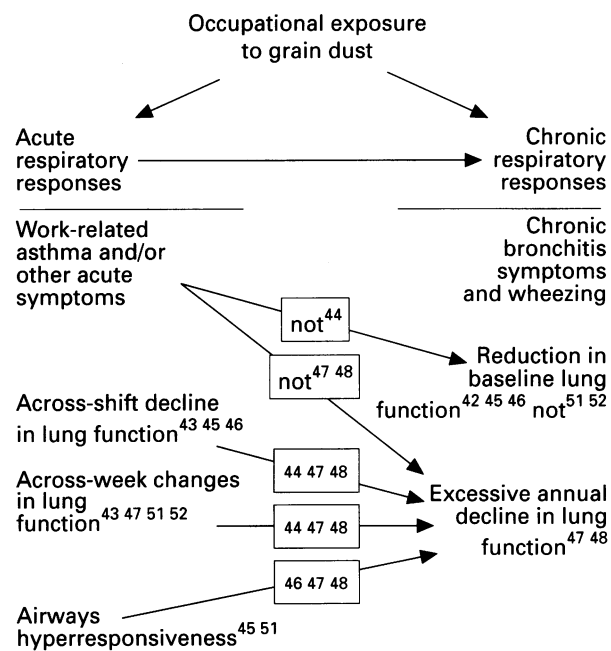 Occupational exposure
to grain dust
Acute
respiratory
responses
Chronic
respiratory
responses
Work-related
asthma and/or
other acute
symptoms
Chronic
bronchitis
symptoms
and wheezing
not44
not47 48
Reduction in
baseline lung
function42 45 46 not51 52
Across-shift decline
in lung function43 45 46
44 47 48
Across-week changes
in lung
function43 47 51 52
44 47 48
Excessive annual
decline in lung
function47 48
46 47 48
Airways
hyperresponsiveness45 51